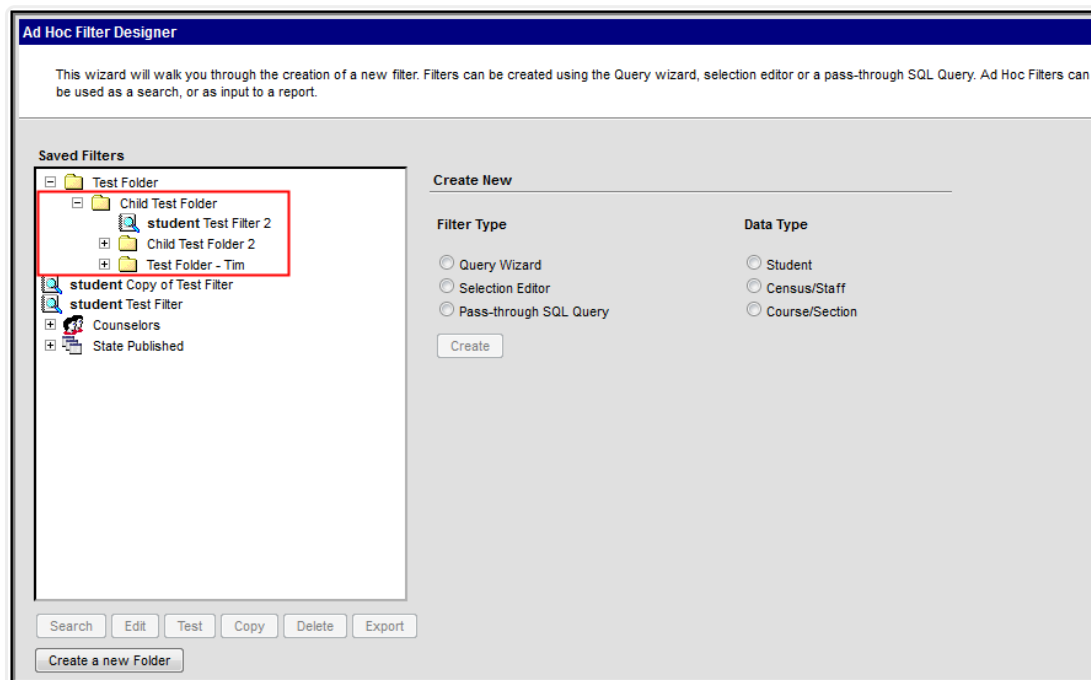 Ad Hoc Filter Designer
This wizard will walk you through the creation of a new filter. Filters can be created using the Query wizard, selection editor or a pass-through SQL Query. Ad Hoc Filters can
be used as a search, or as input to a report.
Saved Filters
Test Folder
Child Test Folder
student Test Filter 2
Child Test Folder 2
Test Folder - Tim
student Copy of Test Filter
student Test Filter
Counselors
State Published
Create New
Filter Type
Data Type
Query Wizard
Student
Selection Editor
Census/Staff
Pass-through SQL Query
Course/Section
Create
Search Edit Test Copy Delete Export
Create a new Folder